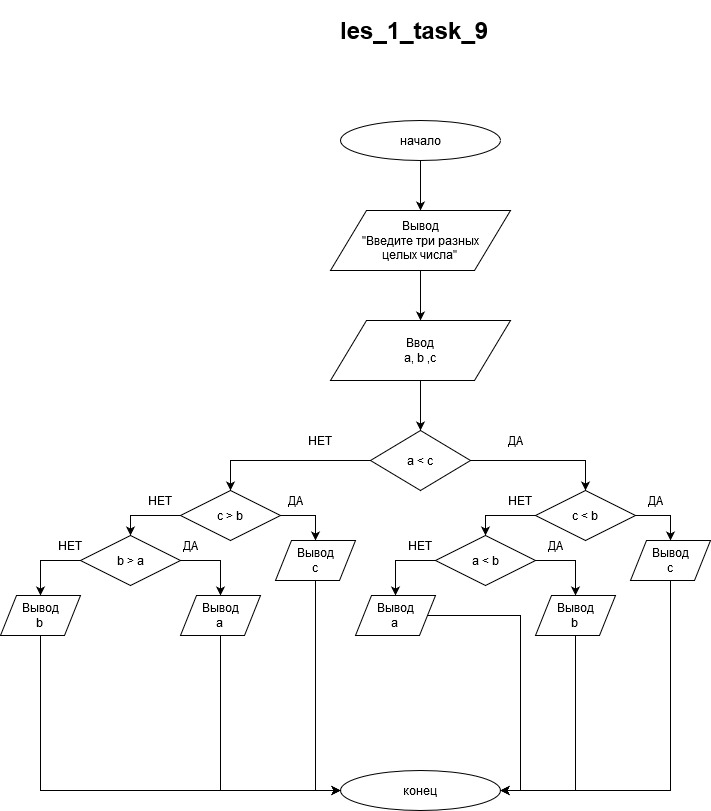 les_1_task_9
начало
Вывод
"Введите три разных
целых числа"
Ввод
a, b ,c
НЕТ
ДА
a < c
НЕТ
ДА
НЕТ
ДА
c > b
c < b
НЕТ
ДА
НЕТ
ДА
b > a
Вывод
c
a < b
Вывод
c
Вывод
b
Вывод
a
Вывод
a
Вывод
b
конец